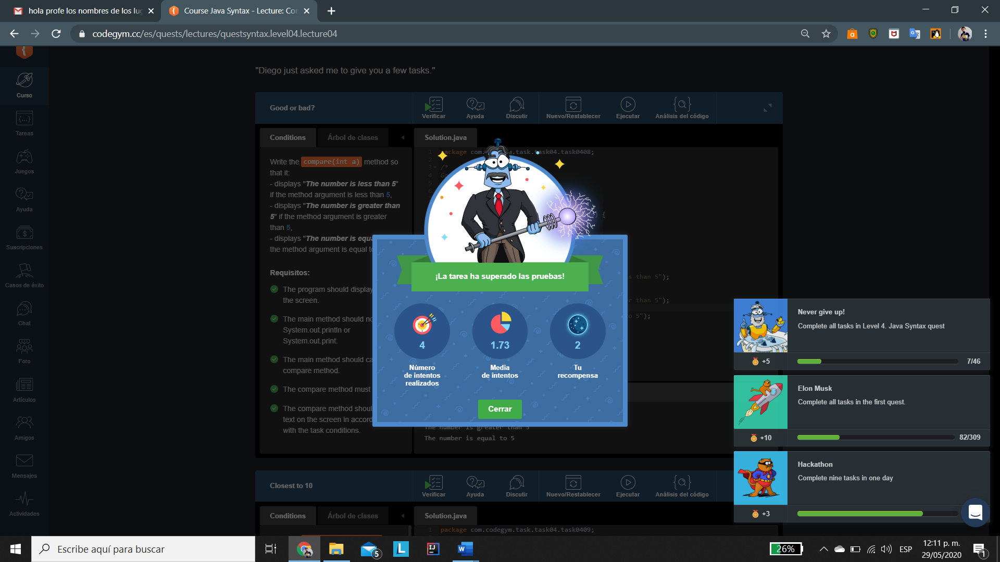 hola profe los nombres de los lug
Course Java Syntax - Lecture: Cor
codegym.cc/es/quests/lectures/questsyntax.level04.lecture04
Curso
Tareas
Juegos
Ayuda
Suscripciones
Casos de éxito
Chat
Foro
Artículos
Amigos
Mensajes
Actividades
"Diego just asked me to give you a few tasks."
Good or bad?
Verificar
Ayuda
Discutir
Nuevo/Restablecer
Ejecutar
Análisis del código
Conditions
Árbol de clases
Solution.java
Write the compare(int a) method so
that it:
- displays "The number is less than 5"
if the method argument is less than 5,
- displays "The number is greater than
5" if the method argument is greater
than 5,
- displays "The number is equa
the method argument is equal t
Requisitos:
The program should display
the screen.
The main method should no
System.out.println or
System.out.print.
The main method should ca
compare method.
The compare method must
The compare method shoul
text on the screen in accord
with the task conditions.
1 package com. m.task.task04.task0408;
2
3 /*
4 G
5
) {
s than 5");
r than 5");
o 5");
The number is greater than 5
The number is equal to 5
¡La tarea ha superado las pruebas!
4
Número
de intentos
realizados
1.73
Media
de intentos
2
Tu
recompensa
Cerrar
Never give up!
Complete all tasks in Level 4. Java Syntax quest
+5
7/46
Elon Musk
Complete all tasks in the first quest.
+10
82/309
Hackathon
Complete nine tasks in one day
+3
Closest to 10
Verificar
Ayuda
Discutir
Nuevo/Restablecer
Ejecutar
Análisis del código
Conditions
Árbol de clases
Solution.java
1 package com.codegym.task.task04.task0409;
Escribe aquí para buscar
5
L
26%
ESP
12:11 p. m.
29/05/2020
1